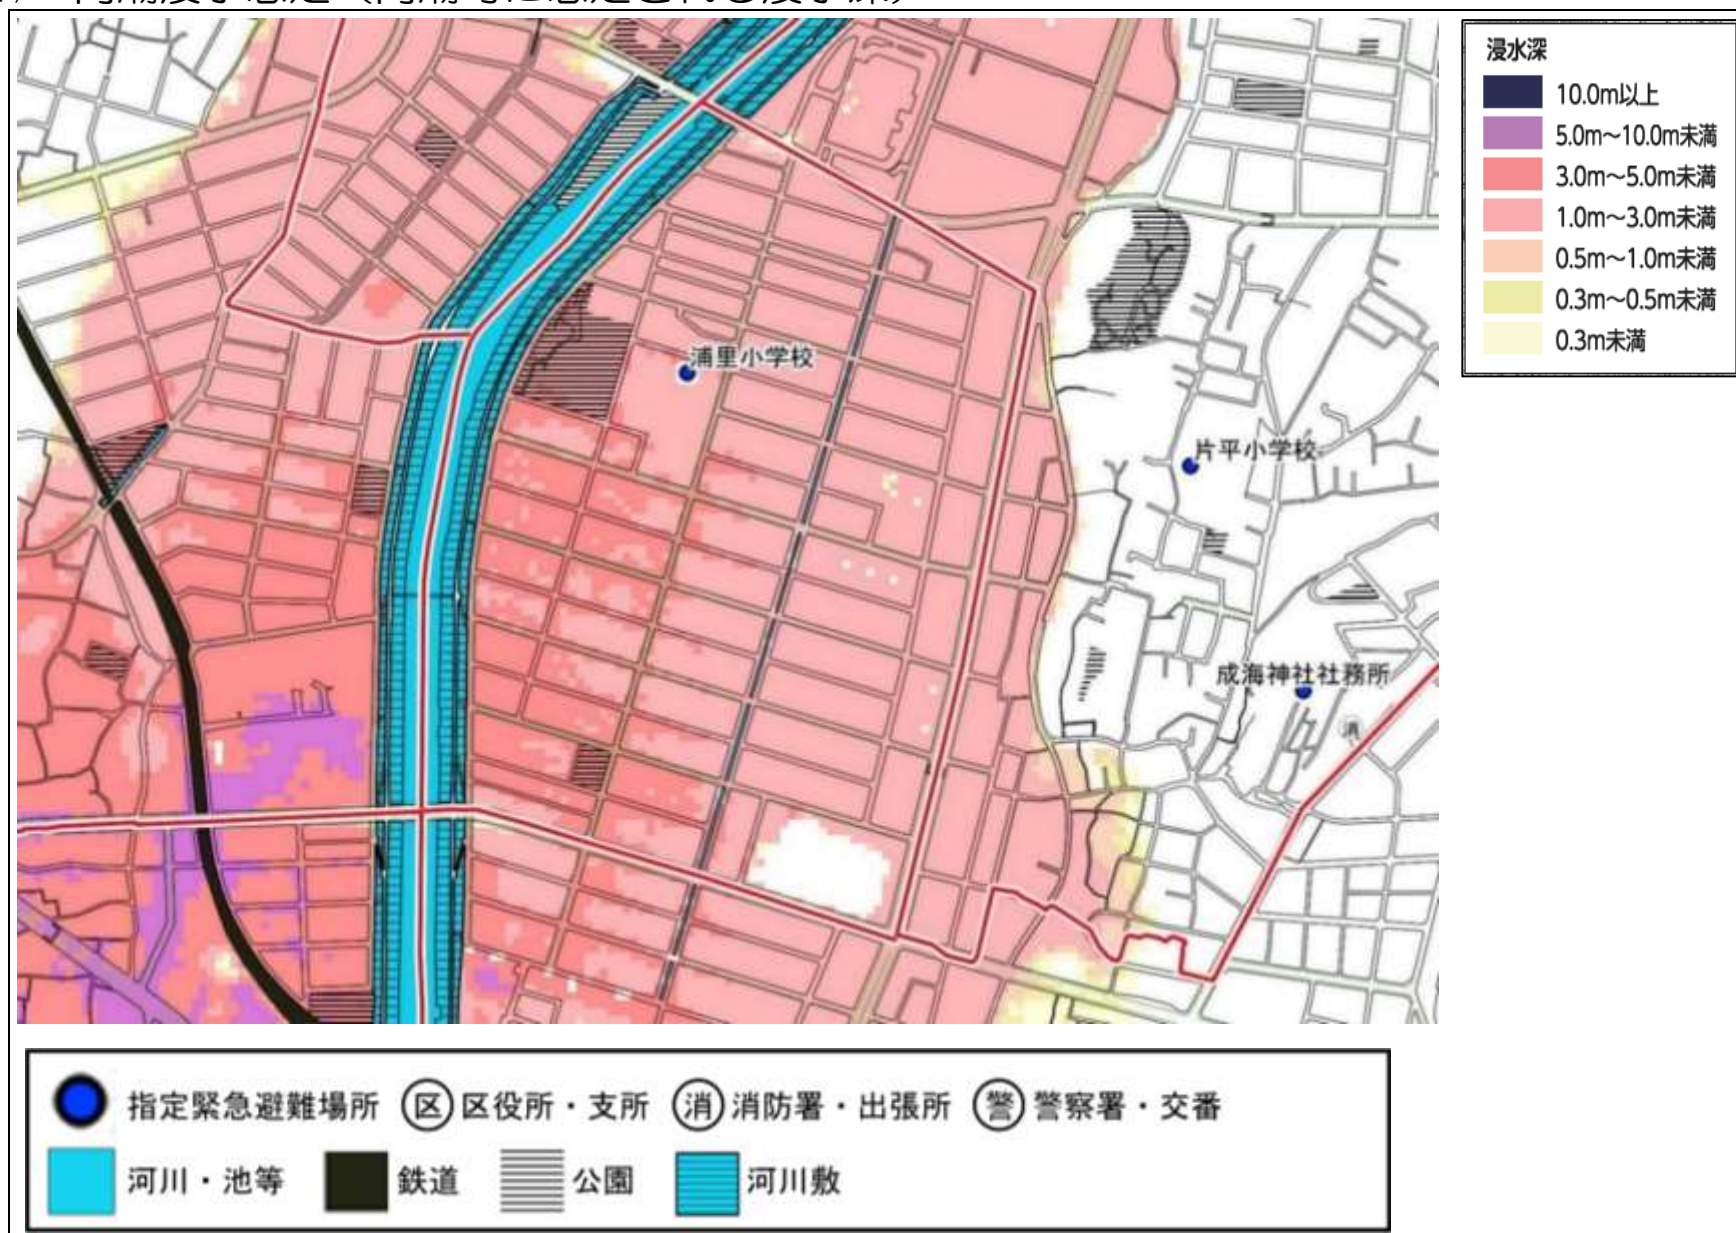 浸水深
10.0m以上
5.0m～10.0m未満
3.0m～5.0m未満
1.0m～3.0m未満
0.5m～1.0m未満
0.3m～0.5m未満
0.3m未満
浦里小学校
片平小学校
成海神社社務所
消
指定緊急避難場所 区 区役所・支所 消 消防署・出張所 警 警察署・交番
河川・池等 鉄道 公園 河川敷